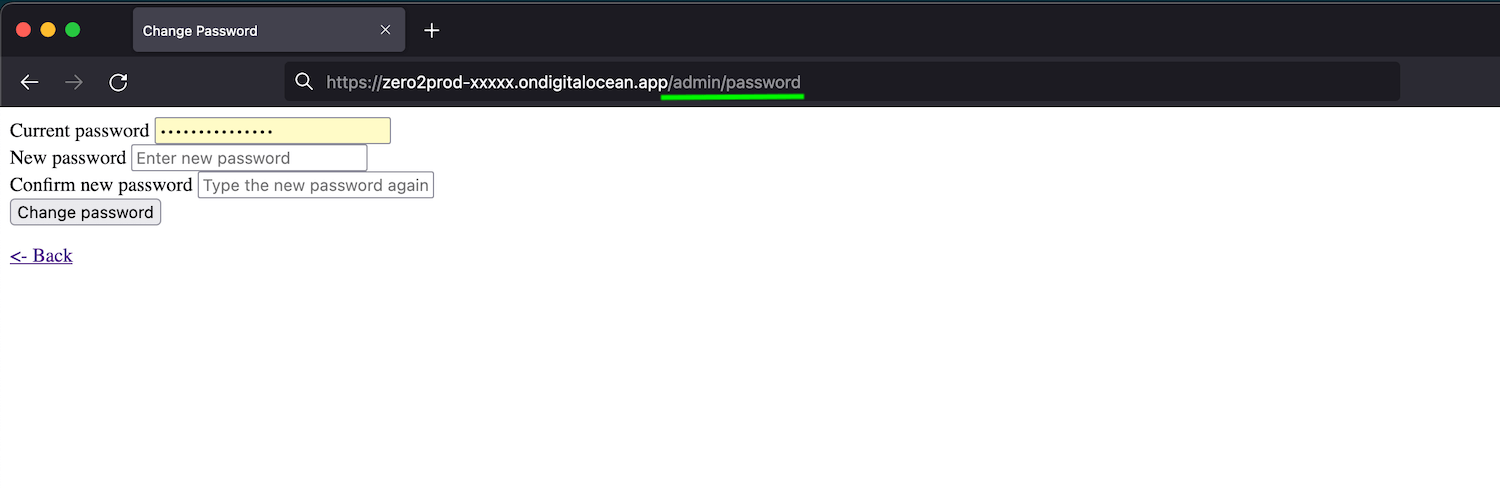 Change Password
https://zero2prod-xxxxx.ondigitalocean.app/admin/password
Current password •••••••••••••••
New password Enter new password
Confirm new password Type the new password again
Change password
<- Back